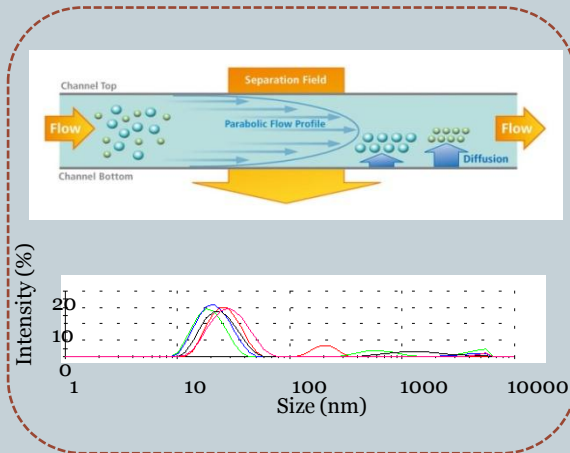 Channel Top
Separation Field
Flow
Parabolic Flow Profile
Flow
Diffusion
Channel Bottom
Intensity (%)
20
10
0
1 10 100 1000 10000
Size (nm)